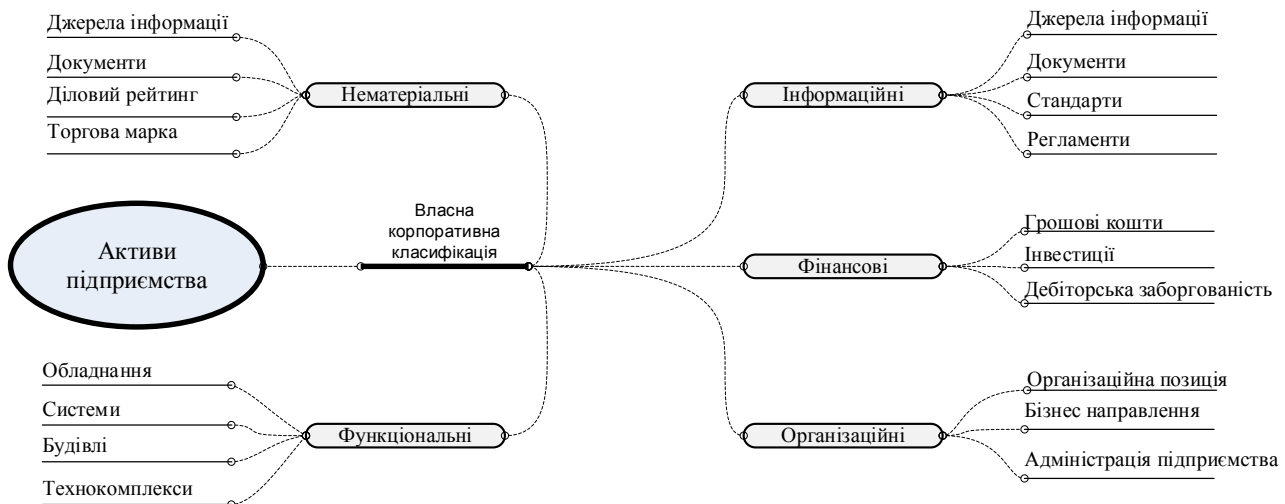 Джерела інформації
Документи
Діловий рейтинг
Торгова марка
Нематеріальні
Інформаційні
Джерела інформації
Документи
Стандарти
Регламенти
Активи
підприємства
Власна
корпоративна
класифікація
Фінансові
Грошові кошти
Інвестиції
Дебіторська заборгованість
Обладнання
Системи
Будівлі
Технокомплекси
Функціональні
Організаційні
Організаційна позиція
Бізнес направлення
Адміністрація підприємства